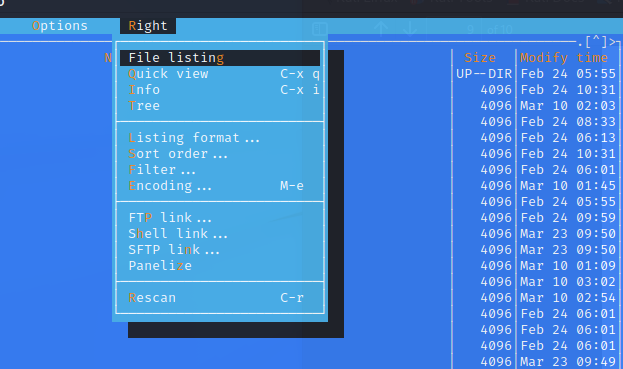 Options Right
.[^]>
File listing N Size Modify time
Quick view C-x q UP--DIR Feb 24 05:55
Info C-x i 4096 Feb 24 10:31
Tree 4096 Mar 10 02:03
4096 Feb 24 08:33
Listing format... 4096 Feb 24 06:13
Sort order... 4096 Feb 24 10:31
Filter... 4096 Feb 24 06:01
Encoding... M-e 4096 Mar 10 01:45
4096 Feb 24 05:55
FTP link... 4096 Feb 24 09:59
Shell link... 4096 Mar 23 09:50
SFTP link... 4096 Mar 23 09:50
Panelize 4096 Mar 10 01:09
4096 Mar 10 03:02
Rescan C-r 4096 Mar 10 02:54
4096 Feb 24 06:01
4096 Feb 24 06:01
4096 Feb 24 06:01
4096 Mar 23 09:49